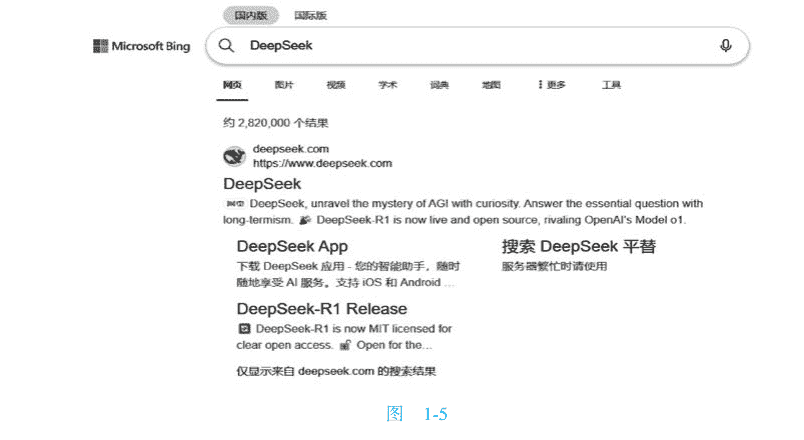 国内版 国际版
Microsoft Bing DeepSeek
网页 图片 视频 学术 词典 地图 更多 工具
约 2,820,000 个结果
deepseek.com
https://www.deepseek.com
DeepSeek
网页 DeepSeek, unravel the mystery of AGI with curiosity. Answer the essential question with
long-termism. DeepSeek-R1 is now live and open source, rivaling OpenAI's Model o1.
DeepSeek App
下载 DeepSeek 应用 - 您的智能助手，随时
随地享受 AI 服务。支持 iOS 和 Android ...
搜索 DeepSeek 平替
服务器繁忙时请使用
DeepSeek-R1 Release
DeepSeek-R1 is now MIT licensed for
clear open access. Open for the...
仅显示来自 deepseek.com 的搜索结果
图 1-5